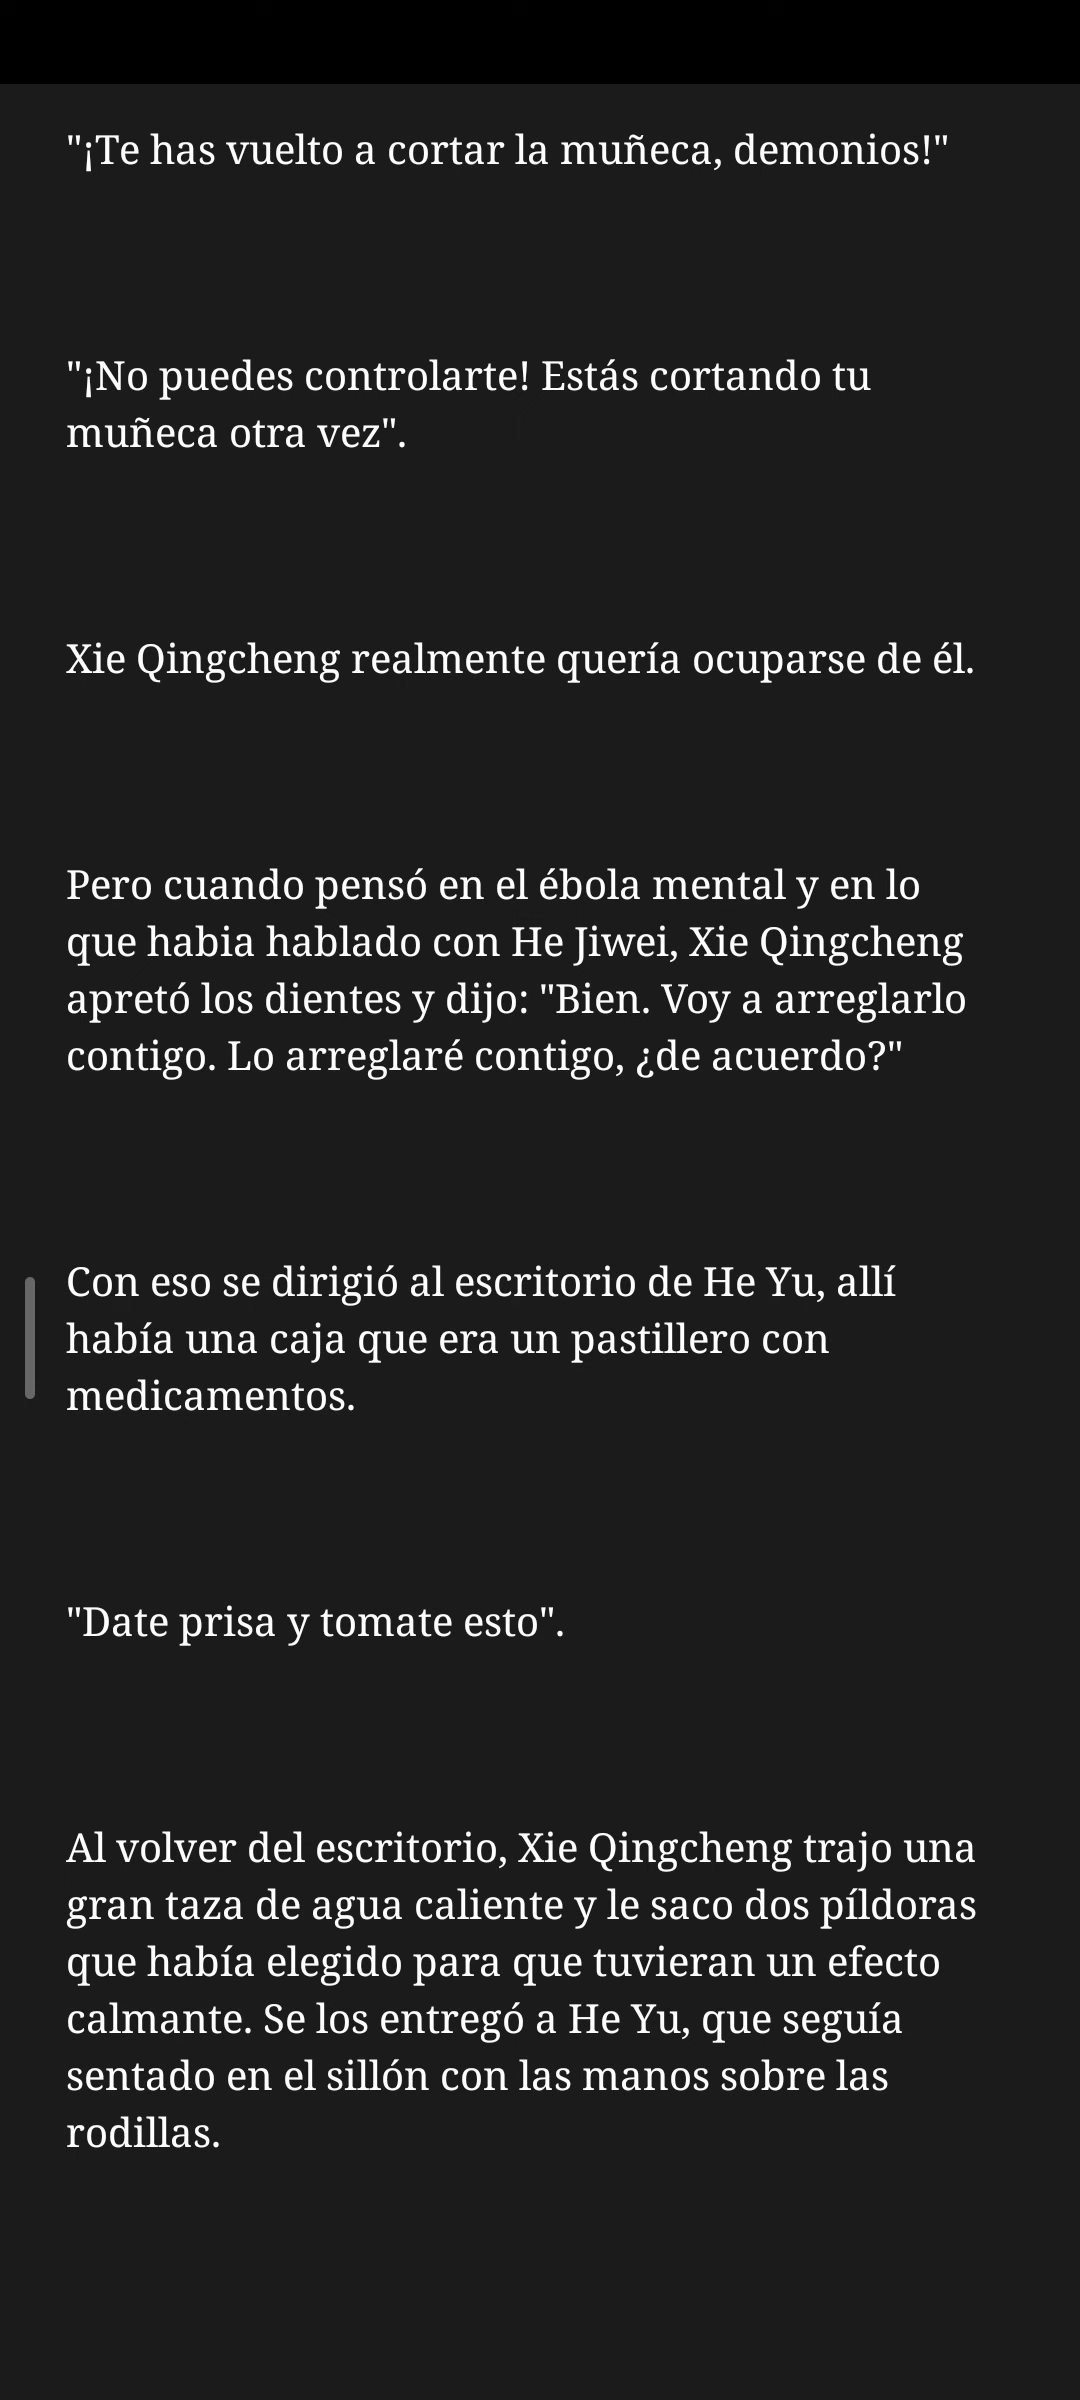 "¡Te has vuelto a cortar la muñeca, demonios!"
"¡No puedes controlarte! Estás cortando tu
muñeca otra vez".
Xie Qingcheng realmente quería ocuparse de él.
Pero cuando pensó en el ébola mental y en lo
que habia hablado con He Jiwei, Xie Qingcheng
apretó los dientes y dijo: "Bien. Voy a arreglarlo
contigo. Lo arreglaré contigo, ¿de acuerdo?"
Con eso se dirigió al escritorio de He Yu, allí
había una caja que era un pastillero con
medicamentos.
"Date prisa y tomate esto".
Al volver del escritorio, Xie Qingcheng trajo una
gran taza de agua caliente y le saco dos píldoras
que había elegido para que tuvieran un efecto
calmante. Se los entregó a He Yu, que seguía
sentado en el sillón con las manos sobre las
rodillas.